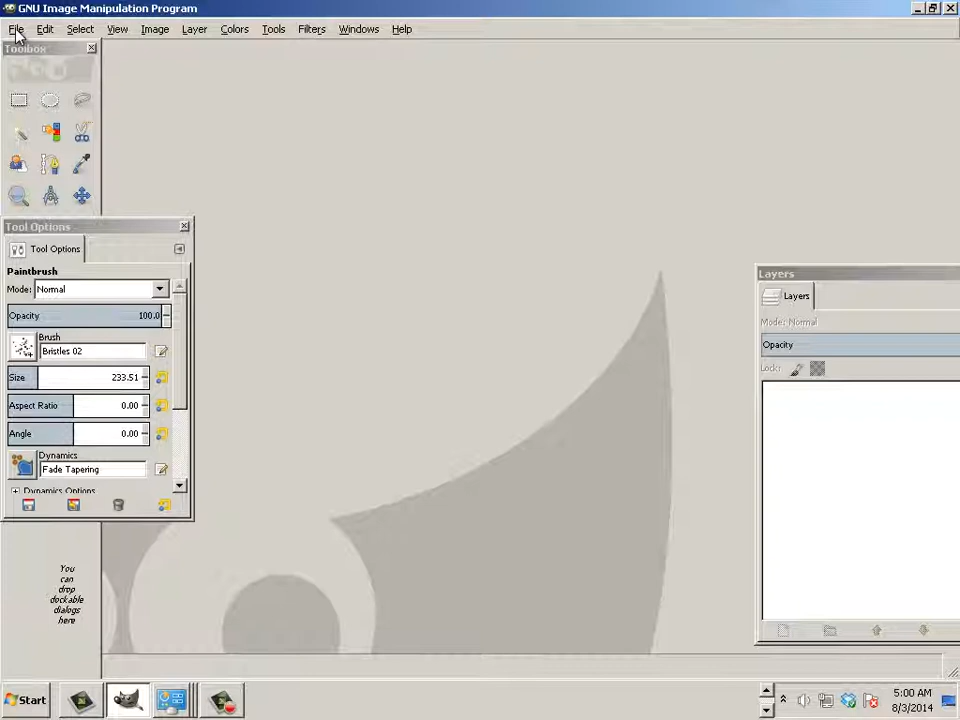 GNU Image Manipulation Program
File Edit Select View Image Layer Colors Tools Filters Windows Help
Toolbox
Tool Options
Tool Options
Paintbrush
Mode: Normal
Opacity 100.0
Brush
Bristles 02
Size 233.51
Aspect Ratio 0.00
Angle 0.00
Dynamics
Fade Tapering
Dynamics Options
You
can
drop
dockable
dialogs
here
Layers
Layers
Mode: Normal
Opacity
Lock:
Start
5:00 AM
8/3/2014